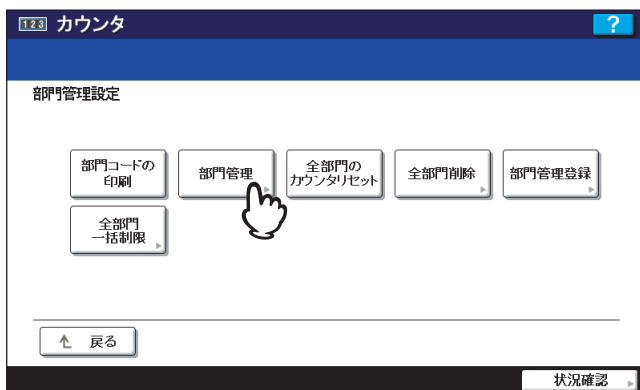 123 カウンタ
?
部門管理設定
部門コードの
印刷
部門管理
全部門の
カウンタリセット
全部門削除
部門管理登録
全部門
一括制限
戻る
状況確認